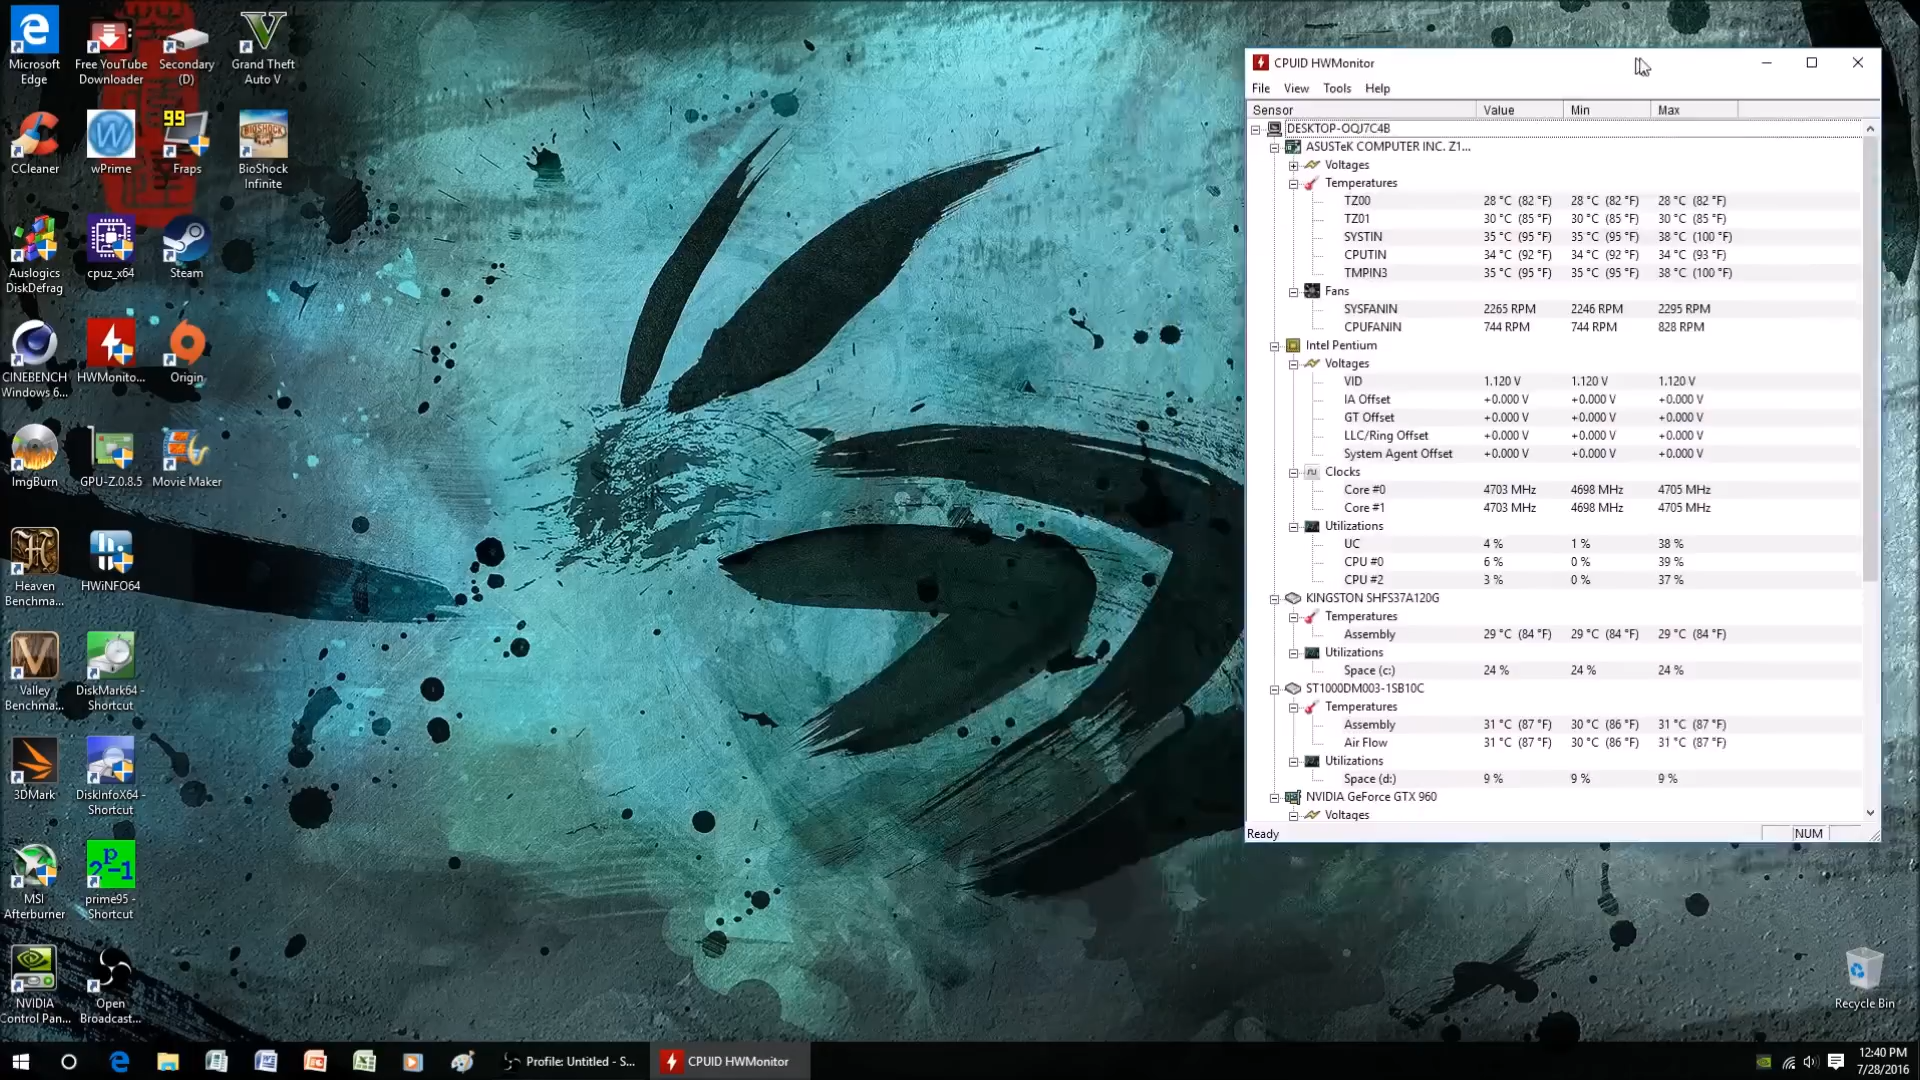 Microsoft Edge
Free YouTube Downloader
Secondary (D)
Grand Theft Auto V
CCleaner
wPrime
99
Fraps
BIOSHOCK
BioShock Infinite
Auslogics DiskDefrag
cpuz_x64
Steam
CINEBENCH Windows 6...
HWMonito...
Origin
ImgBurn
GPU-Z.0.8.5
Movie Maker
Heaven Benchma...
HWiNFO64
Valley Benchma...
DiskMark64 - Shortcut
3DMark
DiskInfoX64 - Shortcut
MSI Afterburner
prime95 - Shortcut
NVIDIA Control Pan...
Open Broadcast...
Recycle Bin
CPUID HWMonitor
File View Tools Help
Sensor Value Min Max
DESKTOP-OQJ7C4B
ASUSTeK COMPUTER INC. Z1...
Voltages
Temperatures
TZ00 28 °C (82 °F) 28 °C (82 °F) 28 °C (82 °F)
TZ01 30 °C (85 °F) 30 °C (85 °F) 30 °C (85 °F)
SYSTIN 35 °C (95 °F) 35 °C (95 °F) 38 °C (100 °F)
CPUTIN 34 °C (92 °F) 34 °C (92 °F) 34 °C (93 °F)
TMPIN3 35 °C (95 °F) 35 °C (95 °F) 38 °C (100 °F)
Fans
SYSFANIN 2265 RPM 2246 RPM 2295 RPM
CPUFANIN 744 RPM 744 RPM 828 RPM
Intel Pentium
Voltages
VID 1.120 V 1.120 V 1.120 V
IA Offset +0.000 V +0.000 V +0.000 V
GT Offset +0.000 V +0.000 V +0.000 V
LLC/Ring Offset +0.000 V +0.000 V +0.000 V
System Agent Offset +0.000 V +0.000 V +0.000 V
Clocks
Core #0 4703 MHz 4698 MHz 4705 MHz
Core #1 4703 MHz 4698 MHz 4705 MHz
Utilizations
UC 4 % 1 % 38 %
CPU #0 6 % 0 % 39 %
CPU #2 3 % 0 % 37 %
KINGSTON SHFS37A120G
Temperatures
Assembly 29 °C (84 °F) 29 °C (84 °F) 29 °C (84 °F)
Utilizations
Space (c:) 24 % 24 % 24 %
ST1000DM003-1SB10C
Temperatures
Assembly 31 °C (87 °F) 30 °C (86 °F) 31 °C (87 °F)
Air Flow 31 °C (87 °F) 30 °C (86 °F) 31 °C (87 °F)
Utilizations
Space (d:) 9 % 9 % 9 %
NVIDIA GeForce GTX 960
Voltages
Ready NUM
Profile: Untitled - S...
CPUID HWMonitor
12:40 PM
7/28/2016